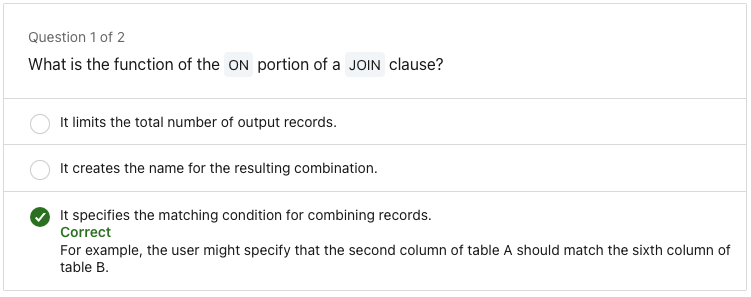 Question 1 of 2
What is the function of the ON portion of a JOIN clause?
It limits the total number of output records.
It creates the name for the resulting combination.
It specifies the matching condition for combining records.
Correct
For example, the user might specify that the second column of table A should match the sixth column of
table B.